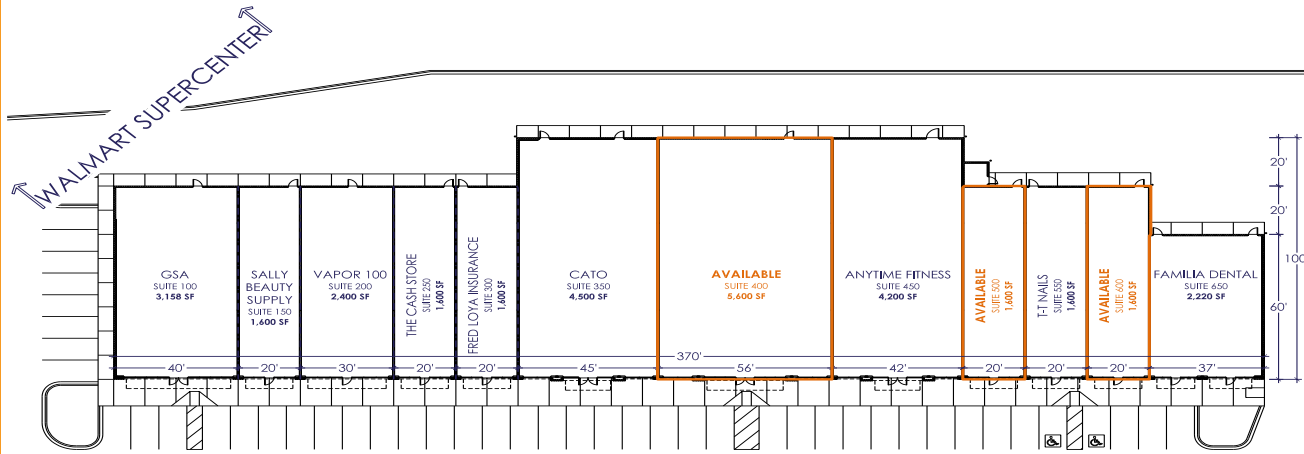 WALMART SUPERCENTER
GSA
SUITE 100
3,158 SF
SALLY
BEAUTY
SUPPLY
SUITE 150
1,600 SF
VAPOR 100
SUITE 200
2,400 SF
THE CASH STORE
SUITE 250
1,600 SF
FRED LOYA INSURANCE
SUITE 300
1,600 SF
CATO
SUITE 350
4,500 SF
AVAILABLE
SUITE 400
5,600 SF
ANYTIME FITNESS
SUITE 450
4,200 SF
AVAILABLE
SUITE 500
1,600 SF
T-T NAILS
SUITE 550
1,600 SF
AVAILABLE
SUITE 600
1,600 SF
FAMILIA DENTAL
SUITE 650
2,220 SF
20'
20'
60'
100'
370'
40'
20'
30'
20'
20'
45'
56'
42'
20'
20'
20'
37'